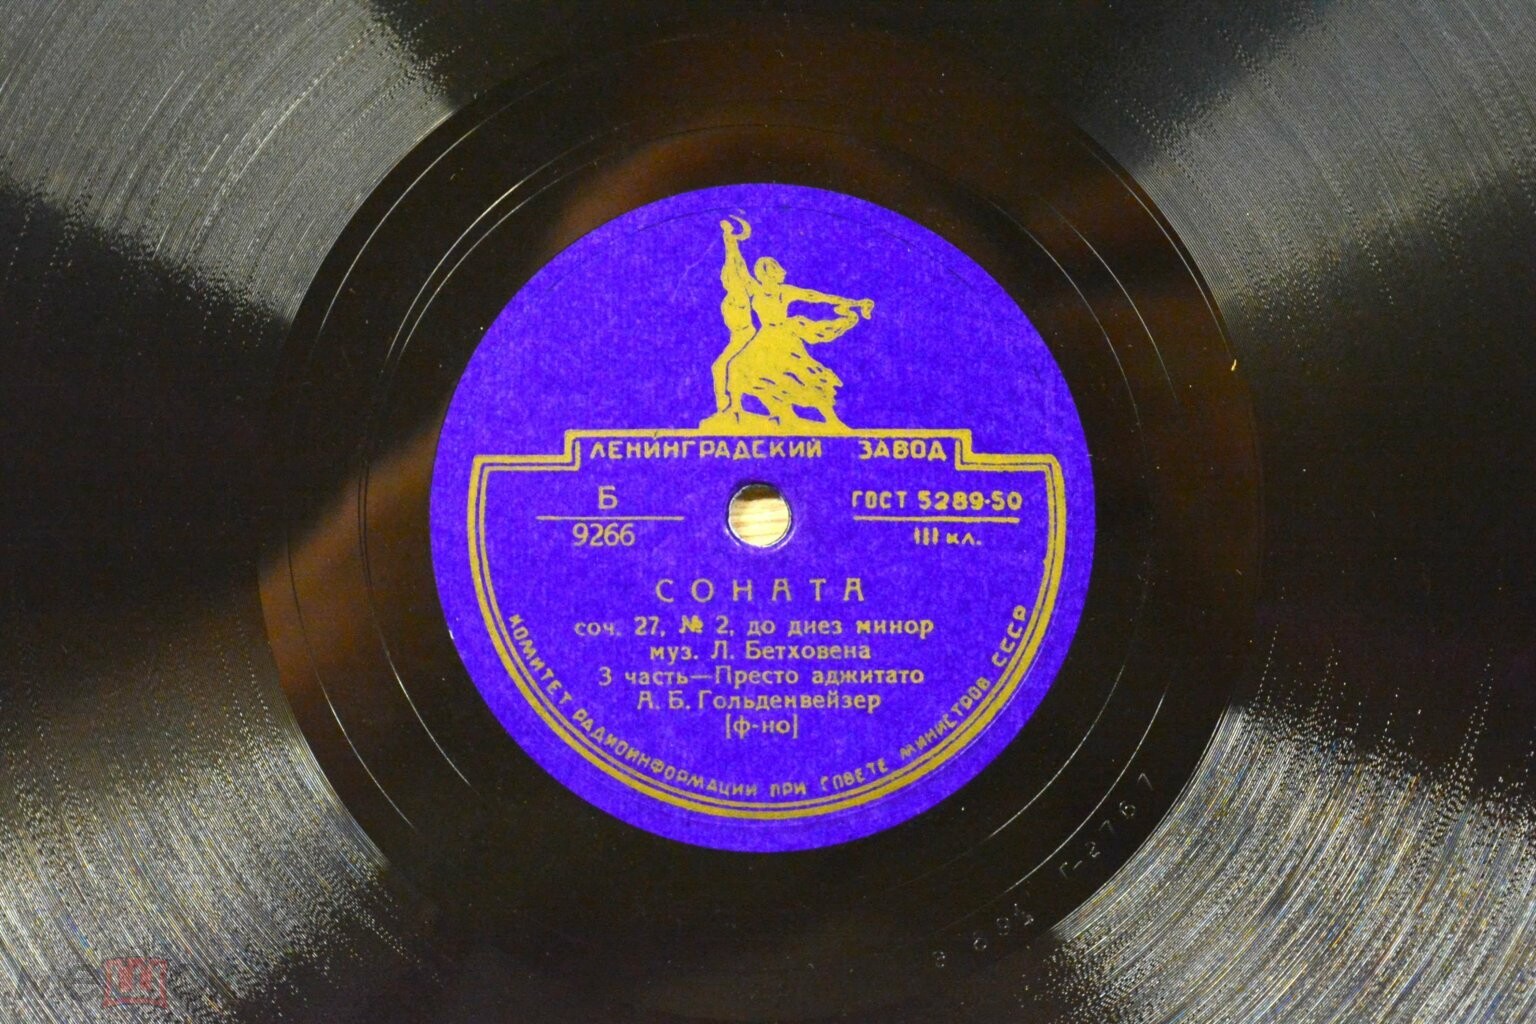 ЛЕНИНГРАДСКИЙ ЗАВОД
Б
9266
ГОСТ 5289-50
III кл.
СОНАТА
соч. 27, № 2, до диез минор
муз. Л. Бетховена
3 часть—Престо аджитато
А. Б. Гольденвейзер
[ф-но]
КОМИТЕТ РАДИОИНФОРМАЦИИ ПРИ СОВЕТЕ МИНИСТРОВ СССР
Г-2767